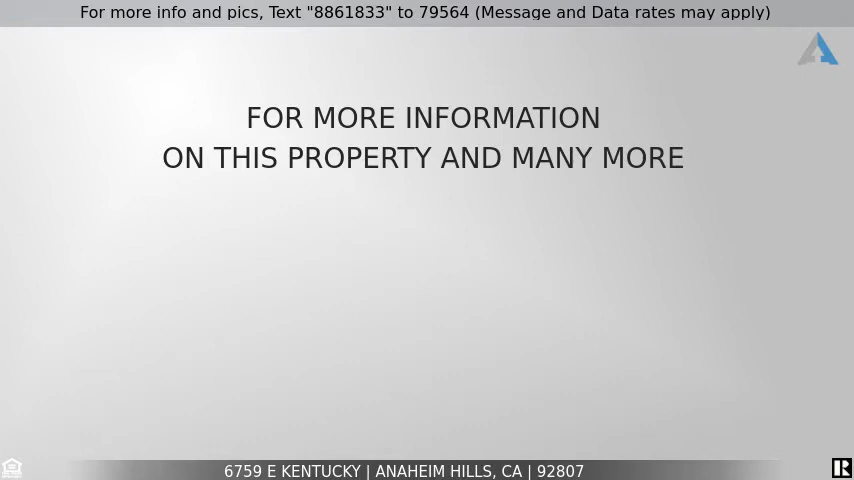 For more info and pics, Text "8861833" to 79564 (Message and Data rates may apply)
FOR MORE INFORMATION
ON THIS PROPERTY AND MANY MORE
6759 E KENTUCKY | ANAHEIM HILLS, CA | 92807